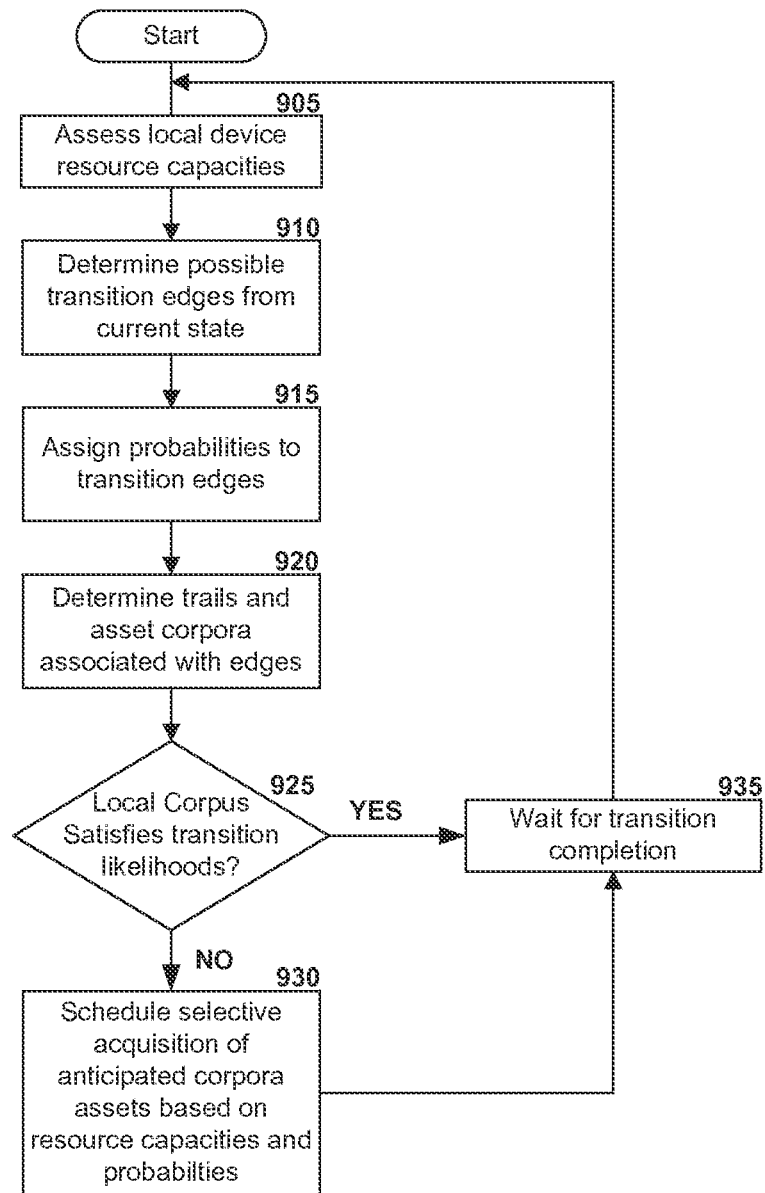 Start
905
Assess local device
resource capacities
910
Determine possible
transition edges from
current state
915
Assign probabilities to
transition edges
920
Determine trails and
asset corpora
associated with edges
925
Local Corpus
Satisfies transition
likelihoods?
YES
935
Wait for transition
completion
NO
930
Schedule selective
acquisition of
anticipated corpora
assets based on
resource capacities and
probabilties